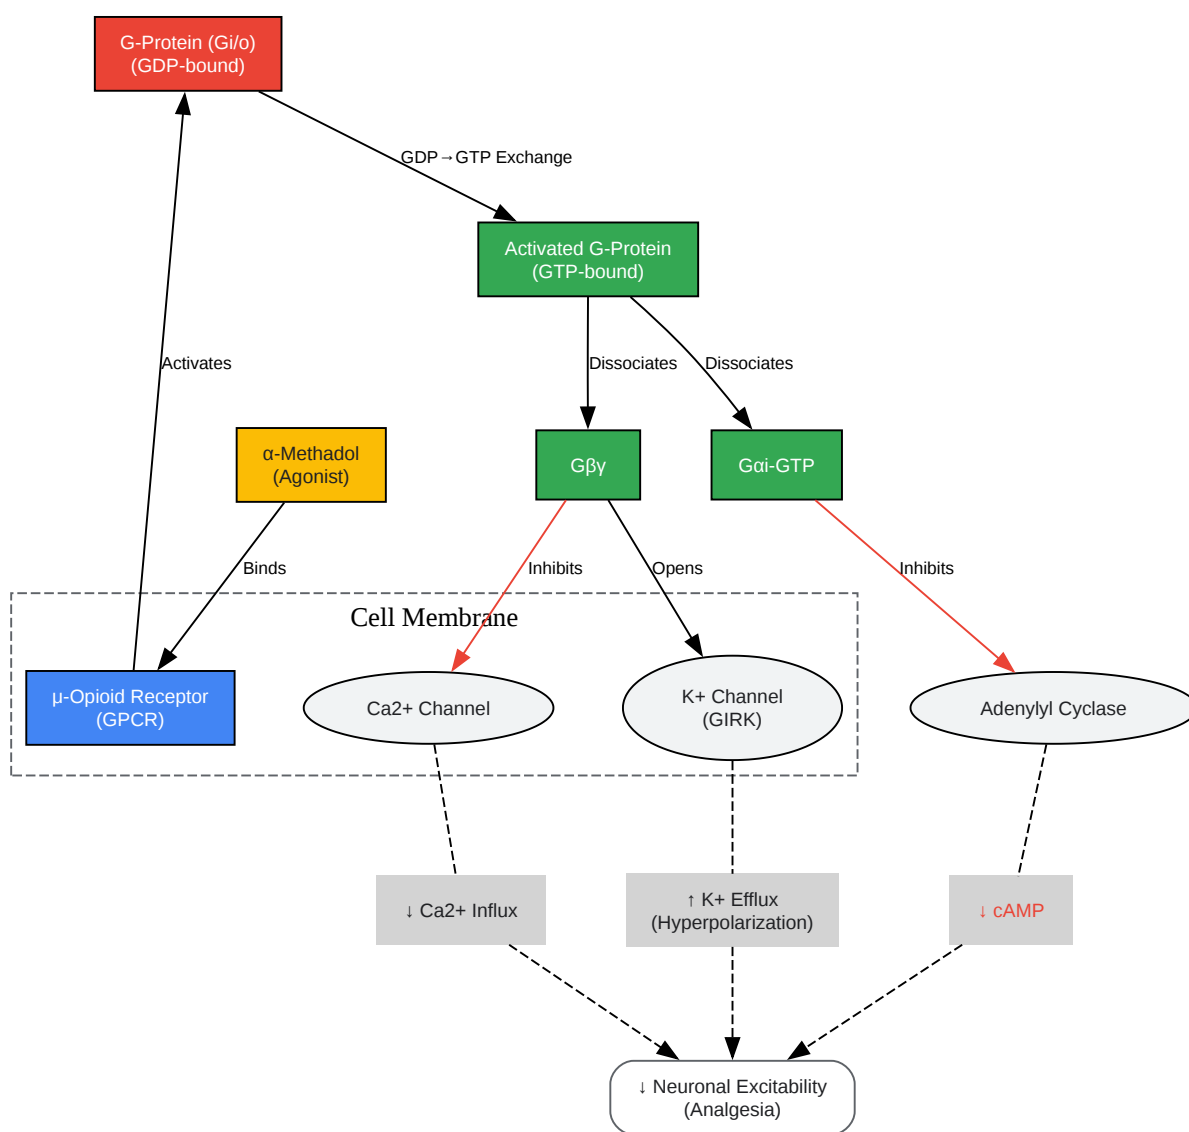 G-Protein (Gi/o)
(GDP-bound)
GDP→GTP Exchange
Activated G-Protein
(GTP-bound)
Activates
Dissociates
Dissociates
α-Methadol
(Agonist)
Gβγ
Gαi-GTP
Binds
Inhibits
Opens
Inhibits
Cell Membrane
μ-Opioid Receptor
(GPCR)
Ca2+ Channel
K+ Channel
(GIRK)
Adenylyl Cyclase
↓ Ca2+ Influx
↑ K+ Efflux
(Hyperpolarization)
↓ cAMP
↓ Neuronal Excitability
(Analgesia)